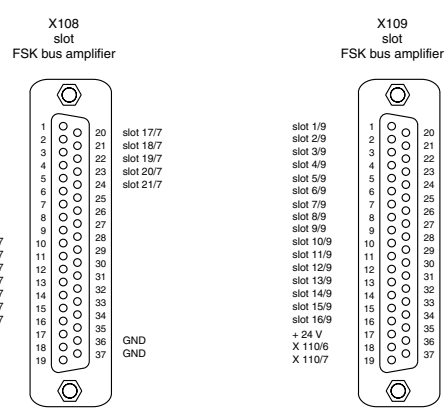 X108
slot
FSK bus amplifier
1
2
3
4
5
6
7
8
9
10
11
12
13
14
15
16
17
18
19
20 slot 17/7
21 slot 18/7
22 slot 19/7
23 slot 20/7
24 slot 21/7
25
26
27
28
29
30
31
32
33
34
35
36 GND
37 GND
X109
slot
FSK bus amplifier
slot 1/9 1
slot 2/9 2
slot 3/9 3
slot 4/9 4
slot 5/9 5
slot 6/9 6
slot 7/9 7
slot 8/9 8
slot 9/9 9
slot 10/9 10
slot 11/9 11
slot 12/9 12
slot 13/9 13
slot 14/9 14
slot 15/9 15
slot 16/9 16
+ 24 V 17
X 110/6 18
X 110/7 19
20
21
22
23
24
25
26
27
28
29
30
31
32
33
34
35
36
37